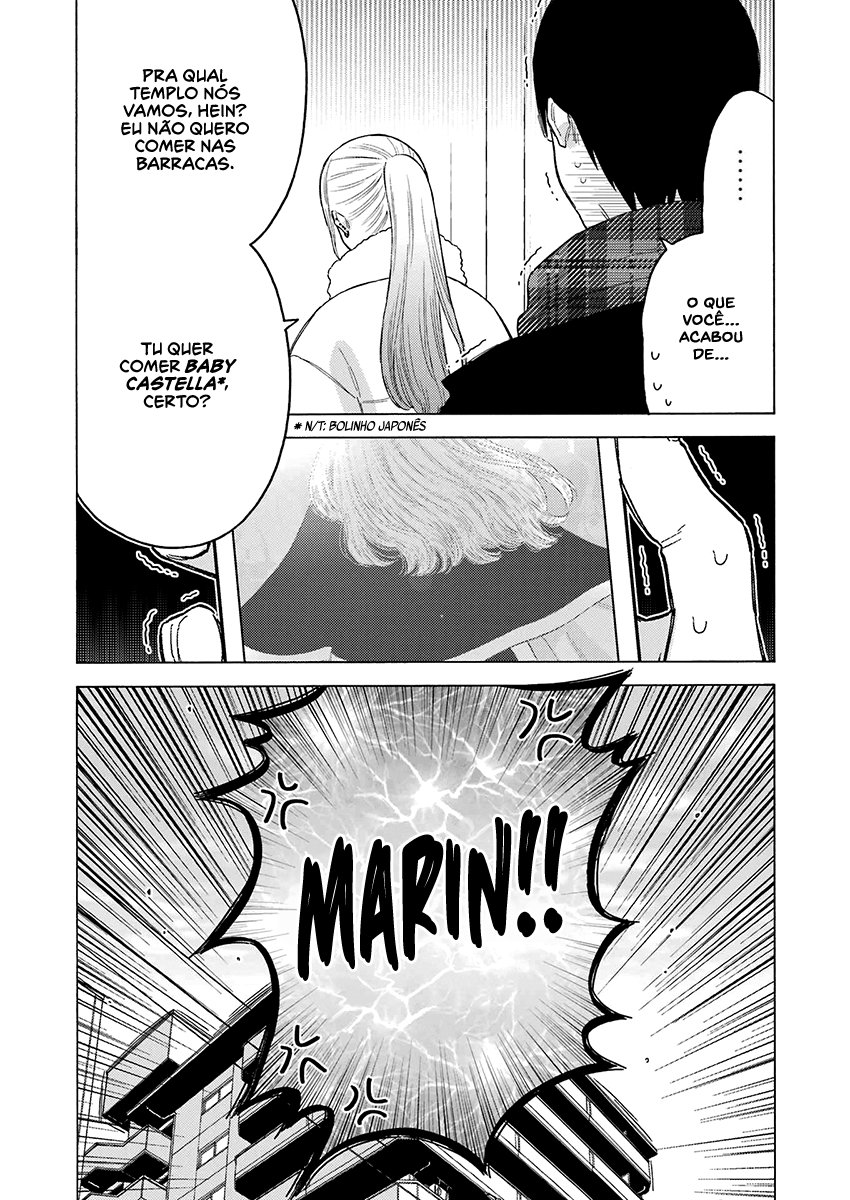 PRA QUAL
TEMPLO NÓS
VAMOS, HEIN?
EU NÃO QUERO
COMER NAS
BARRACAS.
TU QUER
COMER BABY
CASTELLA*,
CERTO?
........
O QUE
VOCÊ...
ACABOU
DE...
* N/T: BOLINHO JAPONÊS
MARIN!!